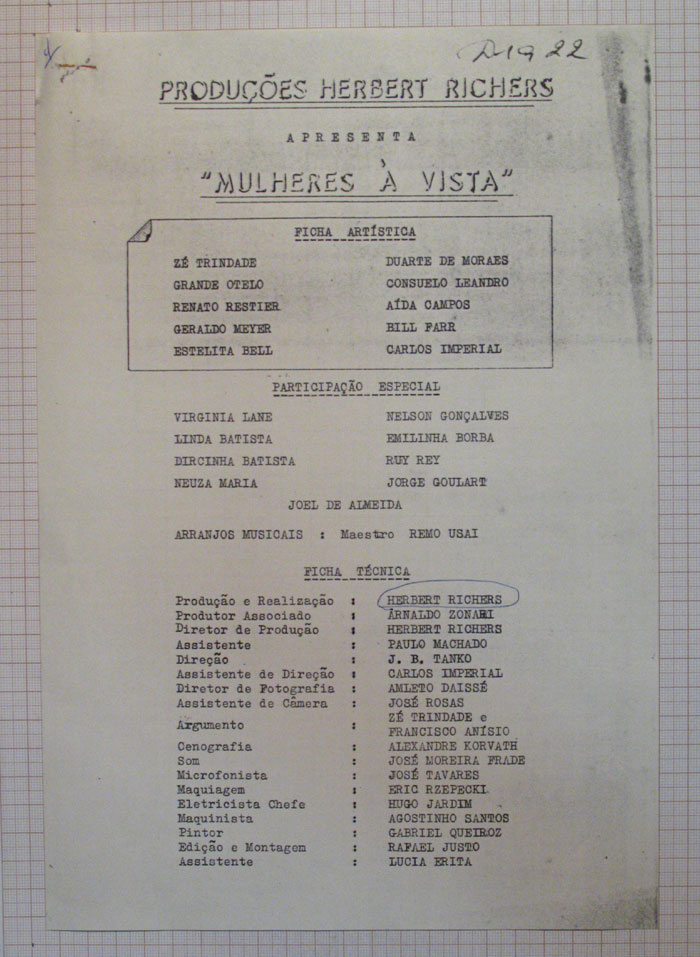 PRODUÇÕES HERBERT RICHERS
APRESENTA
"MULHERES À VISTA"
FICHA ARTÍSTICA
ZÉ TRINDADE DUARTE DE MORAES
GRANDE OTELO CONSUELO LEANDRO
RENATO RESTIER AÍDA CAMPOS
GERALDO MEYER BILL FARR
ESTELITA BELL CARLOS IMPERIAL
PARTICIPAÇÃO ESPECIAL
VIRGINIA LANE NELSON GONÇALVES
LINDA BATISTA EMILINHA BORBA
DIRCINHA BATISTA RUY REY
NEUZA MARIA JORGE GOULART
JOEL DE ALMEIDA
ARRANJOS MUSICAIS : Maestro REMO USAI
FICHA TÉCNICA
Produção e Realização : HERBERT RICHERS
Produtor Associado : ARNALDO ZONARI
Diretor de Produção : HERBERT RICHERS
Assistente : PAULO MACHADO
Direção : J. B. TANKO
Assistente de Direção : CARLOS IMPERIAL
Diretor de Fotografia : AMLETO DAISSÉ
Assistente de Câmera : JOSÉ ROSAS
Argumento : ZÉ TRINDADE e
FRANCISCO ANÍSIO
Cenografia : ALEXANDRE KORVATH
Som : JOSÉ MOREIRA FRADE
Microfonista : JOSÉ TAVARES
Maquiagem : ERIC RZEPECKI
Eletricista Chefe : HUGO JARDIM
Maquinista : AGOSTINHO SANTOS
Pintor : GABRIEL QUEIROZ
Edição e Montagem : RAFAEL JUSTO
Assistente : LUCIA ERITA